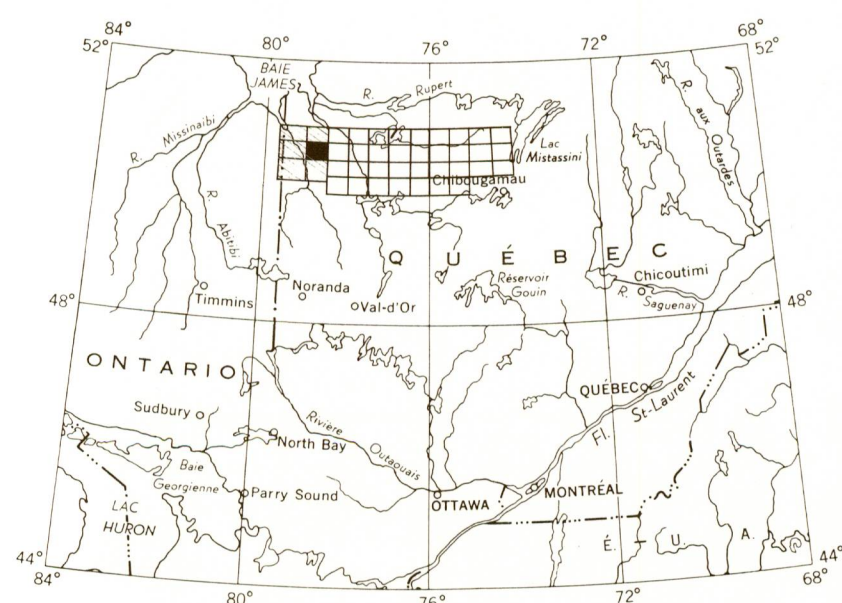 84°
80°
76°
72°
68°
52°
52°
BAIE
JAMES
R. Rupert
R. aux Outardes
R. Missinaibi
Lac
Mistassini
Chibougamau
R. Abitibi
QUÉBEC
Chicoutimi
Réservoir
Gouin
R. Saguenay
Noranda
Timmins
Val-d'Or
48°
48°
ONTARIO
QUÉBEC
Fl. St-Laurent
Sudbury
North Bay
Rivière Outaouais
Baie
Georgienne
Parry Sound
OTTAWA
MONTRÉAL
LAC
HURON
É. U. A.
44°
44°
84°
80°
76°
72°
68°